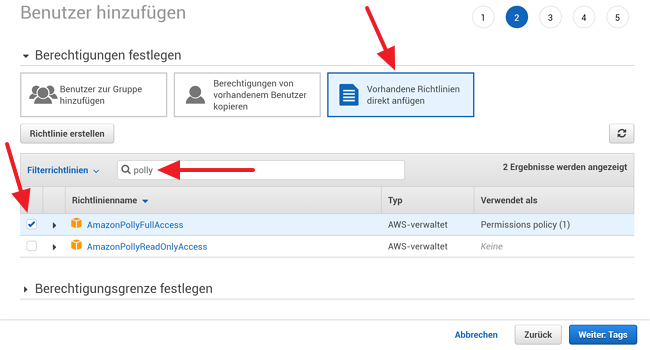 Benutzer hinzufügen
1 2 3 4 5
Berechtigungen festlegen
Benutzer zur Gruppe
hinzufügen
Berechtigungen von
vorhandenem Benutzer
kopieren
Vorhandene Richtlinien
direkt anfügen
Richtlinie erstellen
Filterrichtlinien polly 2 Ergebnisse werden angezeigt
Richtlinienname Typ Verwendet als
AmazonPollyFullAccess AWS-verwaltet Permissions policy (1)
AmazonPollyReadOnlyAccess AWS-verwaltet Keine
Berechtigungsgrenze festlegen
Abbrechen Zurück Weiter: Tags